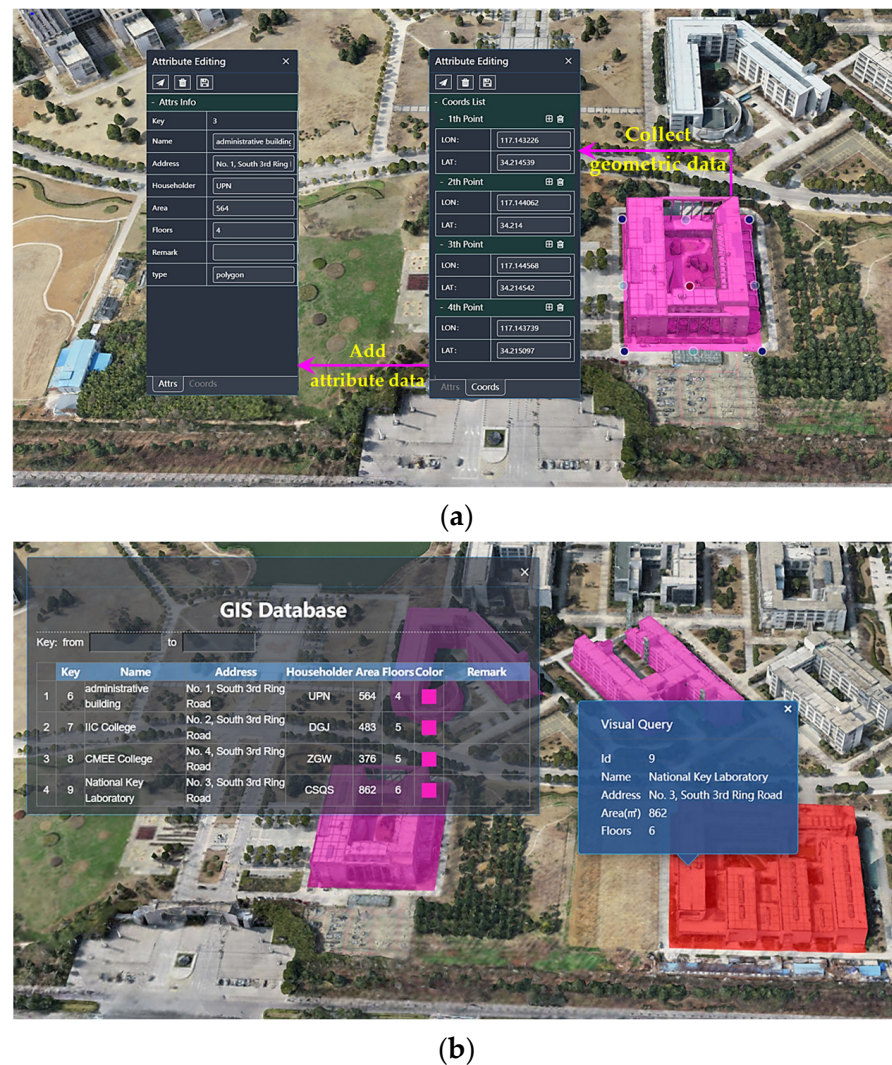 Attribute Editing ×
- Attrs Info
Key 3
Name administrative building
Address No. 1, South 3rd Ring
Householder UPN
Area 564
Floors 4
Remark
type polygon
Attrs Coords
Attribute Editing ×
- Coords List
- 1th Point
LON: 117.143226
LAT: 34.214539
- 2th Point
LON: 117.144062
LAT: 34.214
- 3th Point
LON: 117.144568
LAT: 34.214542
- 4th Point
LON: 117.143739
LAT: 34.215097
Attrs Coords
Collect
geometric data
Add
attribute data
(a)
×
GIS Database
Key: from to
Key Name Address Householder Area Floors Color Remark
1 6 administrative building No. 1, South 3rd Ring Road UPN 564 4
2 7 IIC College No. 2, South 3rd Ring Road DGJ 483 5
3 8 CMEE College No. 4, South 3rd Ring Road ZGW 376 5
4 9 National Key Laboratory No. 3, South 3rd Ring Road CSQS 862 6
×
Visual Query
Id 9
Name National Key Laboratory
Address No. 3, South 3rd Ring Road
Area(㎡) 862
Floors 6
(b)